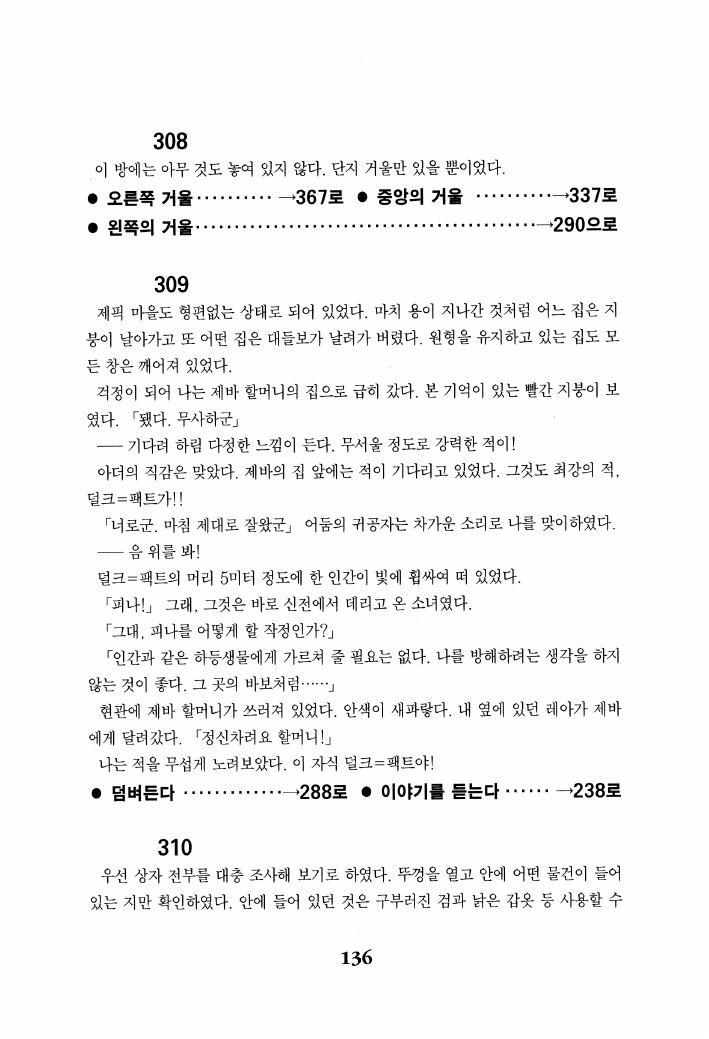 308
이 방에는 아무 것도 놓여 있지 않다. 단지 거울만 있을 뿐이었다.
● 오른쪽 거울 ·········· →367로 ● 중앙의 거울 ··········→337로
● 왼쪽의 거울 ············································→290으로
309
제픽 마을도 형편없는 상태로 되어 있었다. 마치 용이 지나간 것처럼 어느 집은 지
붕이 날아가고 또 어떤 집은 대들보가 날려가 버렸다. 원형을 유지하고 있는 집도 모
든 창은 깨어져 있었다.
걱정이 되어 나는 제바 할머니의 집으로 급히 갔다. 본 기억이 있는 빨간 지붕이 보
였다. 「됐다. 무사하군」
── 기다려 하림 다정한 느낌이 든다. 무서울 정도로 강력한 적이!
아더의 직감은 맞았다. 제바의 집 앞에는 적이 기다리고 있었다. 그것도 최강의 적,
덜크=팩트가!!
「너로군. 마침 제대로 잘왔군」 어둠의 귀공자는 차가운 소리로 나를 맞이하였다.
── 음 위를 봐!
덜크=팩트의 머리 5미터 정도에 한 인간이 빛에 휩싸여 떠 있었다.
「피나!」 그래, 그것은 바로 신전에서 데리고 온 소녀였다.
「그대, 피나를 어떻게 할 작정인가?」
「인간과 같은 하등생물에게 가르쳐 줄 필요는 없다. 나를 방해하려는 생각을 하지
않는 것이 좋다. 그 곳의 바보처럼······」
현관에 제바 할머니가 쓰러져 있었다. 안색이 새파랗다. 내 옆에 있던 레아가 제바
에게 달려갔다. 「정신차려요 할머니!」
나는 적을 무섭게 노려보았다. 이 자식 덜크=팩트야!
● 덤벼든다 ·············→288로 ● 이야기를 듣는다 ······ →238로
310
우선 상자 전부를 대충 조사해 보기로 하였다. 뚜껑을 열고 안에 어떤 물건이 들어
있는 지만 확인하였다. 안에 들어 있던 것은 구부러진 검과 낡은 갑옷 등 사용할 수
136